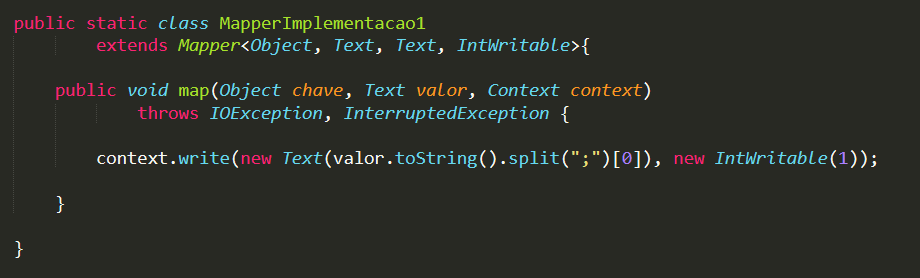 public static class MapperImplementacao1
extends Mapper<Object, Text, Text, IntWritable>{
public void map(Object chave, Text valor, Context context)
throws IOException, InterruptedException {
context.write(new Text(valor.toString().split(";")[0]), new IntWritable(1));
}
}